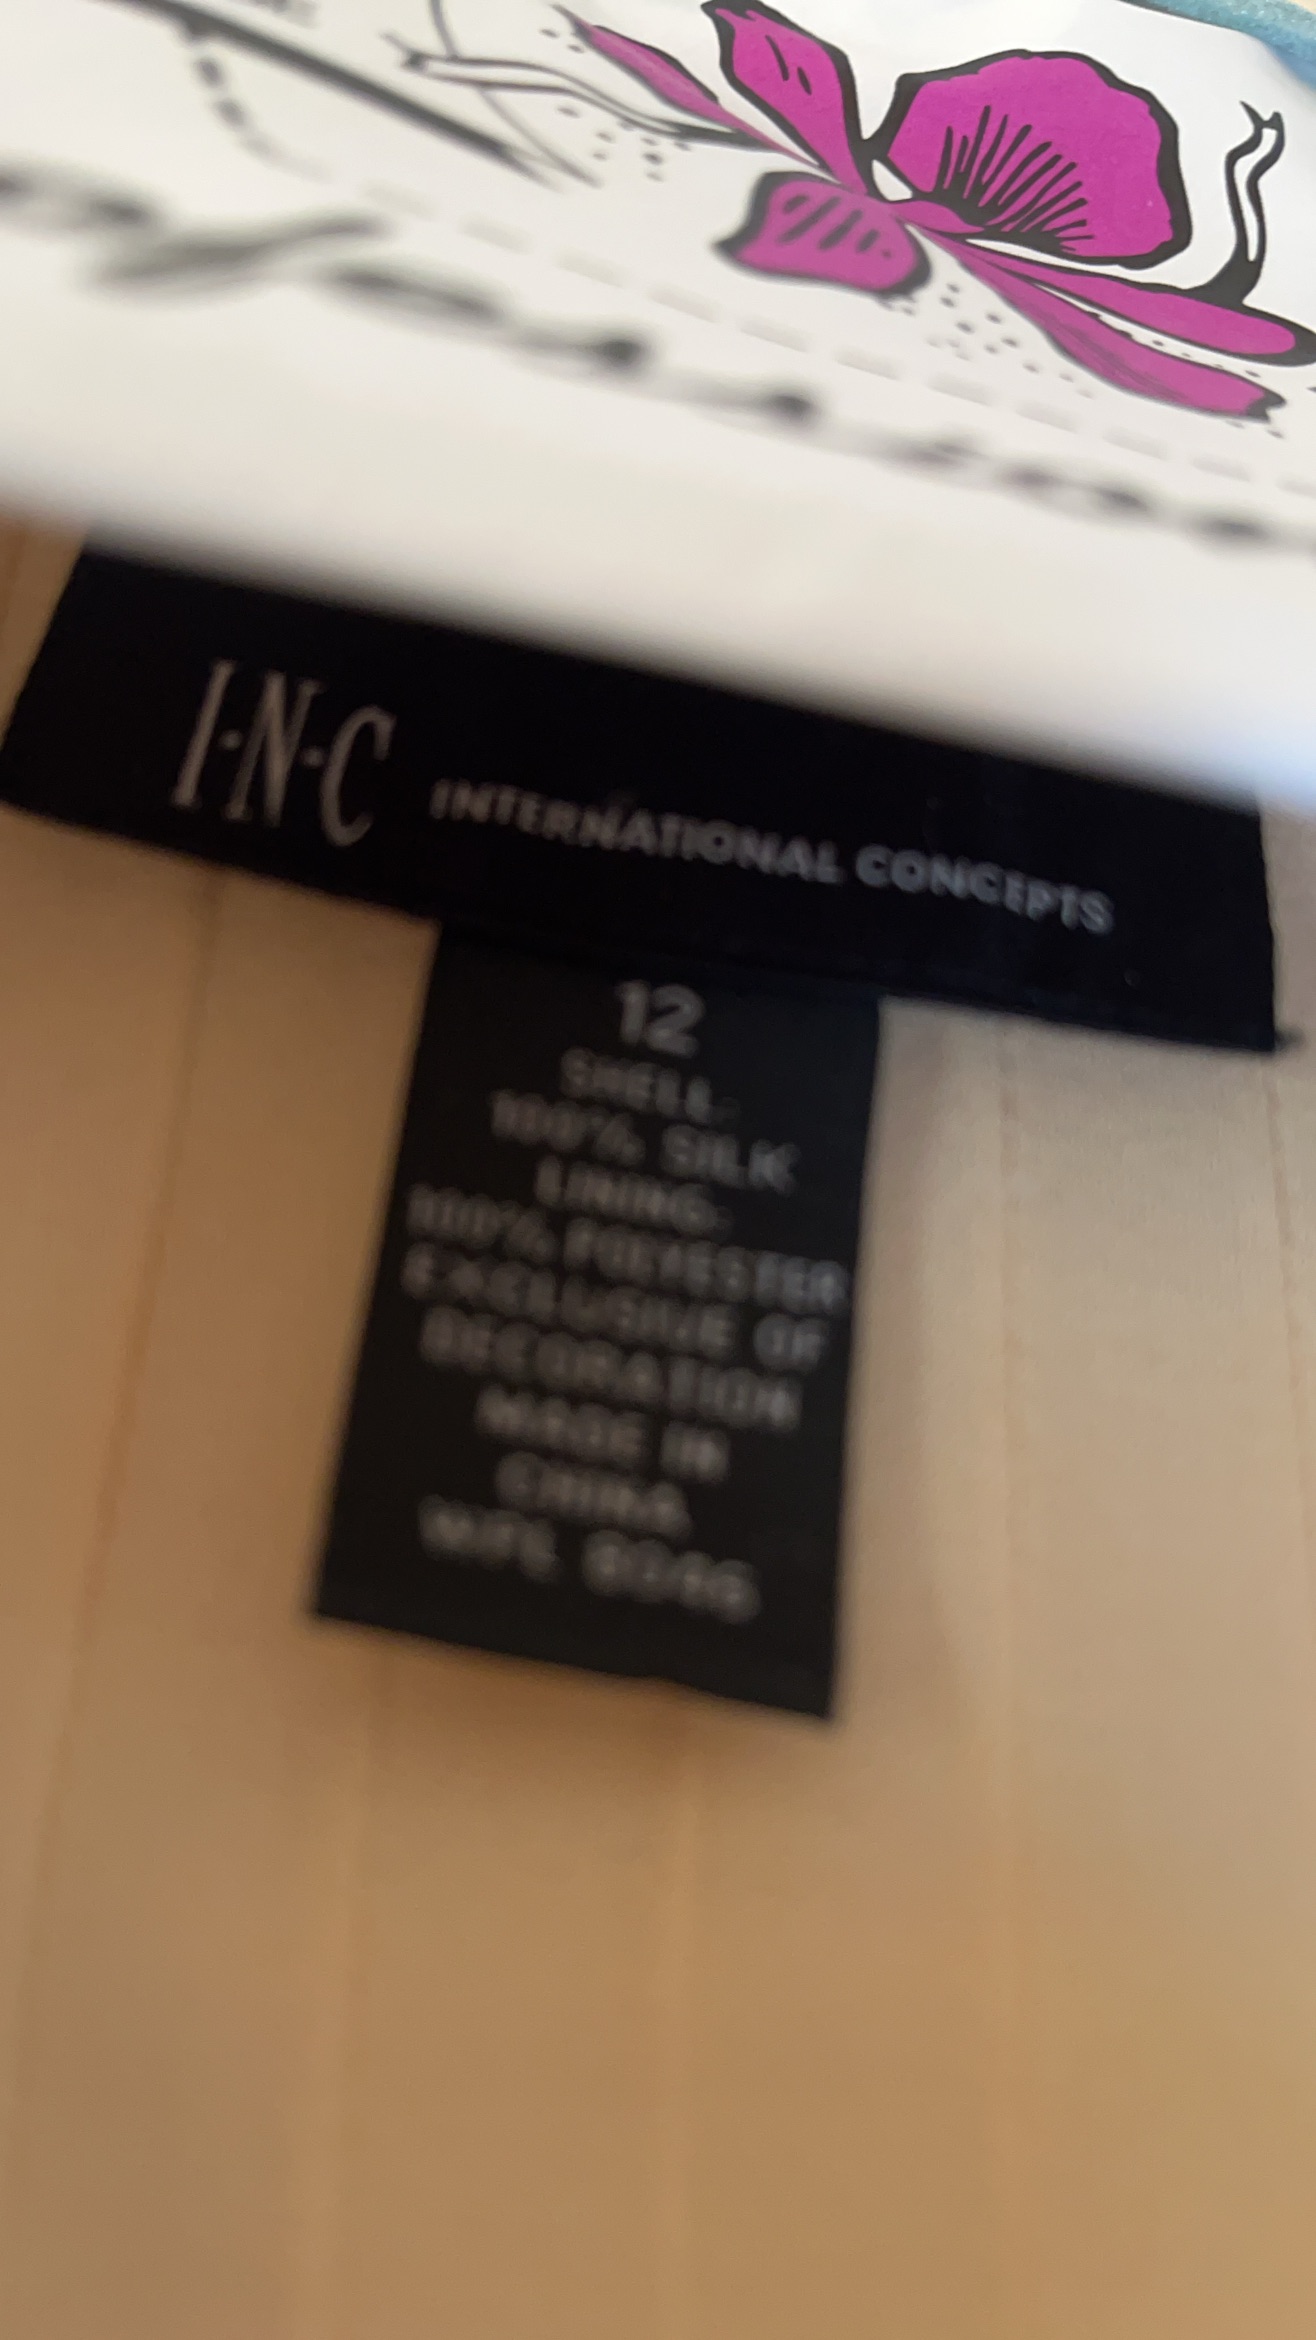 I·N·C INTERNATIONAL CONCEPTS
12
SHELL:
100% SILK
LINING:
100% POLYESTER
EXCLUSIVE OF
DECORATION
MADE IN
CHINA